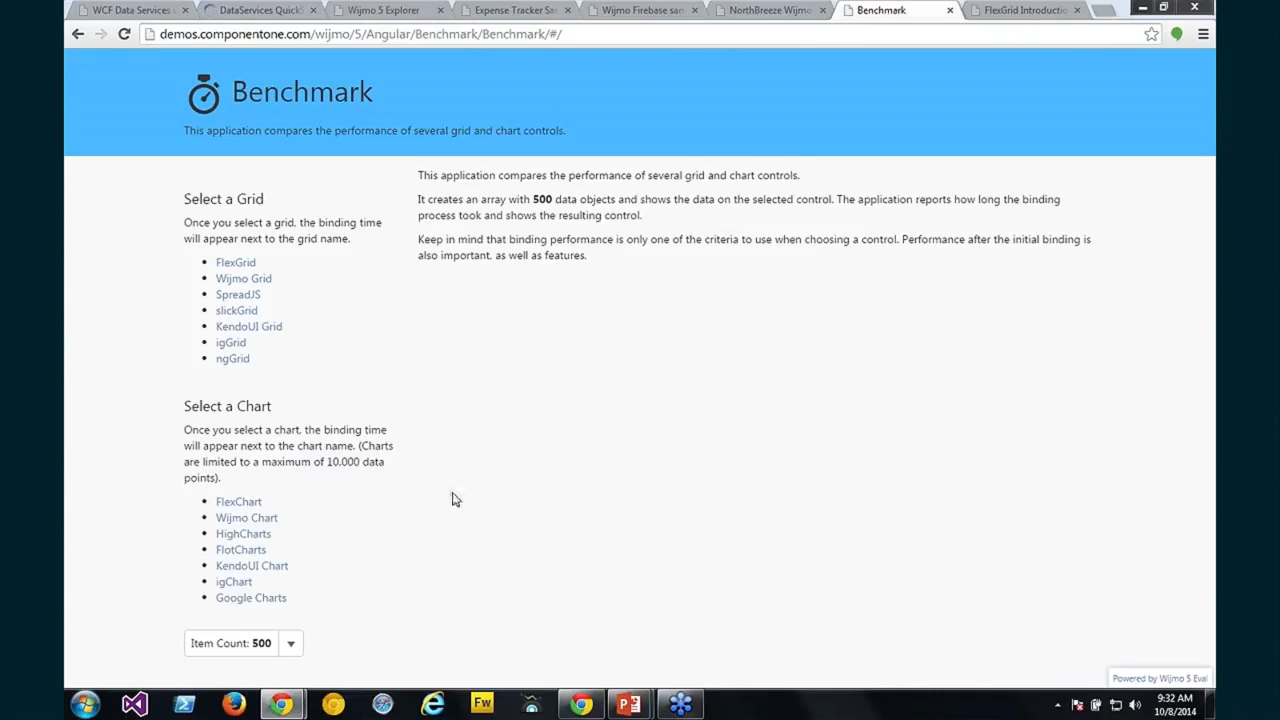 WCF Data Services
DataServices Quick
Wijmo 5 Explorer
Expense Tracker Sa
Wijmo Firebase sam
NorthBreeze Wijmo
Benchmark
FlexGrid Introductio
demos.componentone.com/wijmo/5/Angular/Benchmark/Benchmark/#/
Benchmark
This application compares the performance of several grid and chart controls.
Select a Grid
Once you select a grid, the binding time
will appear next to the grid name.
• FlexGrid
• Wijmo Grid
• SpreadJS
• slickGrid
• KendoUI Grid
• igGrid
• ngGrid
Select a Chart
Once you select a chart, the binding time
will appear next to the chart name. (Charts
are limited to a maximum of 10,000 data
points).
• FlexChart
• Wijmo Chart
• HighCharts
• FlotCharts
• KendoUI Chart
• igChart
• Google Charts
Item Count: 500
This application compares the performance of several grid and chart controls.
It creates an array with 500 data objects and shows the data on the selected control. The application reports how long the binding
process took and shows the resulting control.
Keep in mind that binding performance is only one of the criteria to use when choosing a control. Performance after the initial binding is
also important, as well as features.
Powered by Wijmo 5 Eval
Fw
9:32 AM
10/8/2014